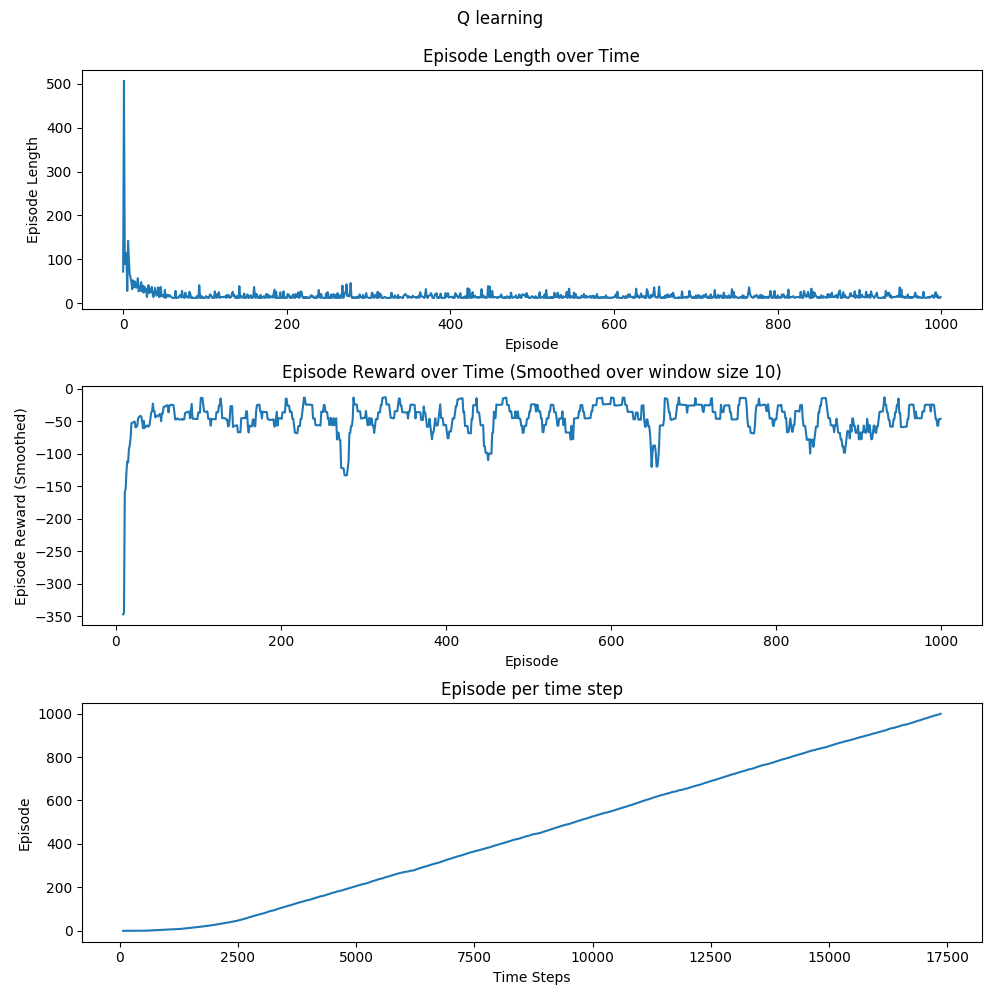 Q learning
Episode Length over Time
Episode Length
500
400
300
200
100
0
0 200 400 600 800 1000
Episode
Episode Reward over Time (Smoothed over window size 10)
Episode Reward (Smoothed)
0
−50
−100
−150
−200
−250
−300
−350
0 200 400 600 800 1000
Episode
Episode per time step
Episode
1000
800
600
400
200
0
0 2500 5000 7500 10000 12500 15000 17500
Time Steps